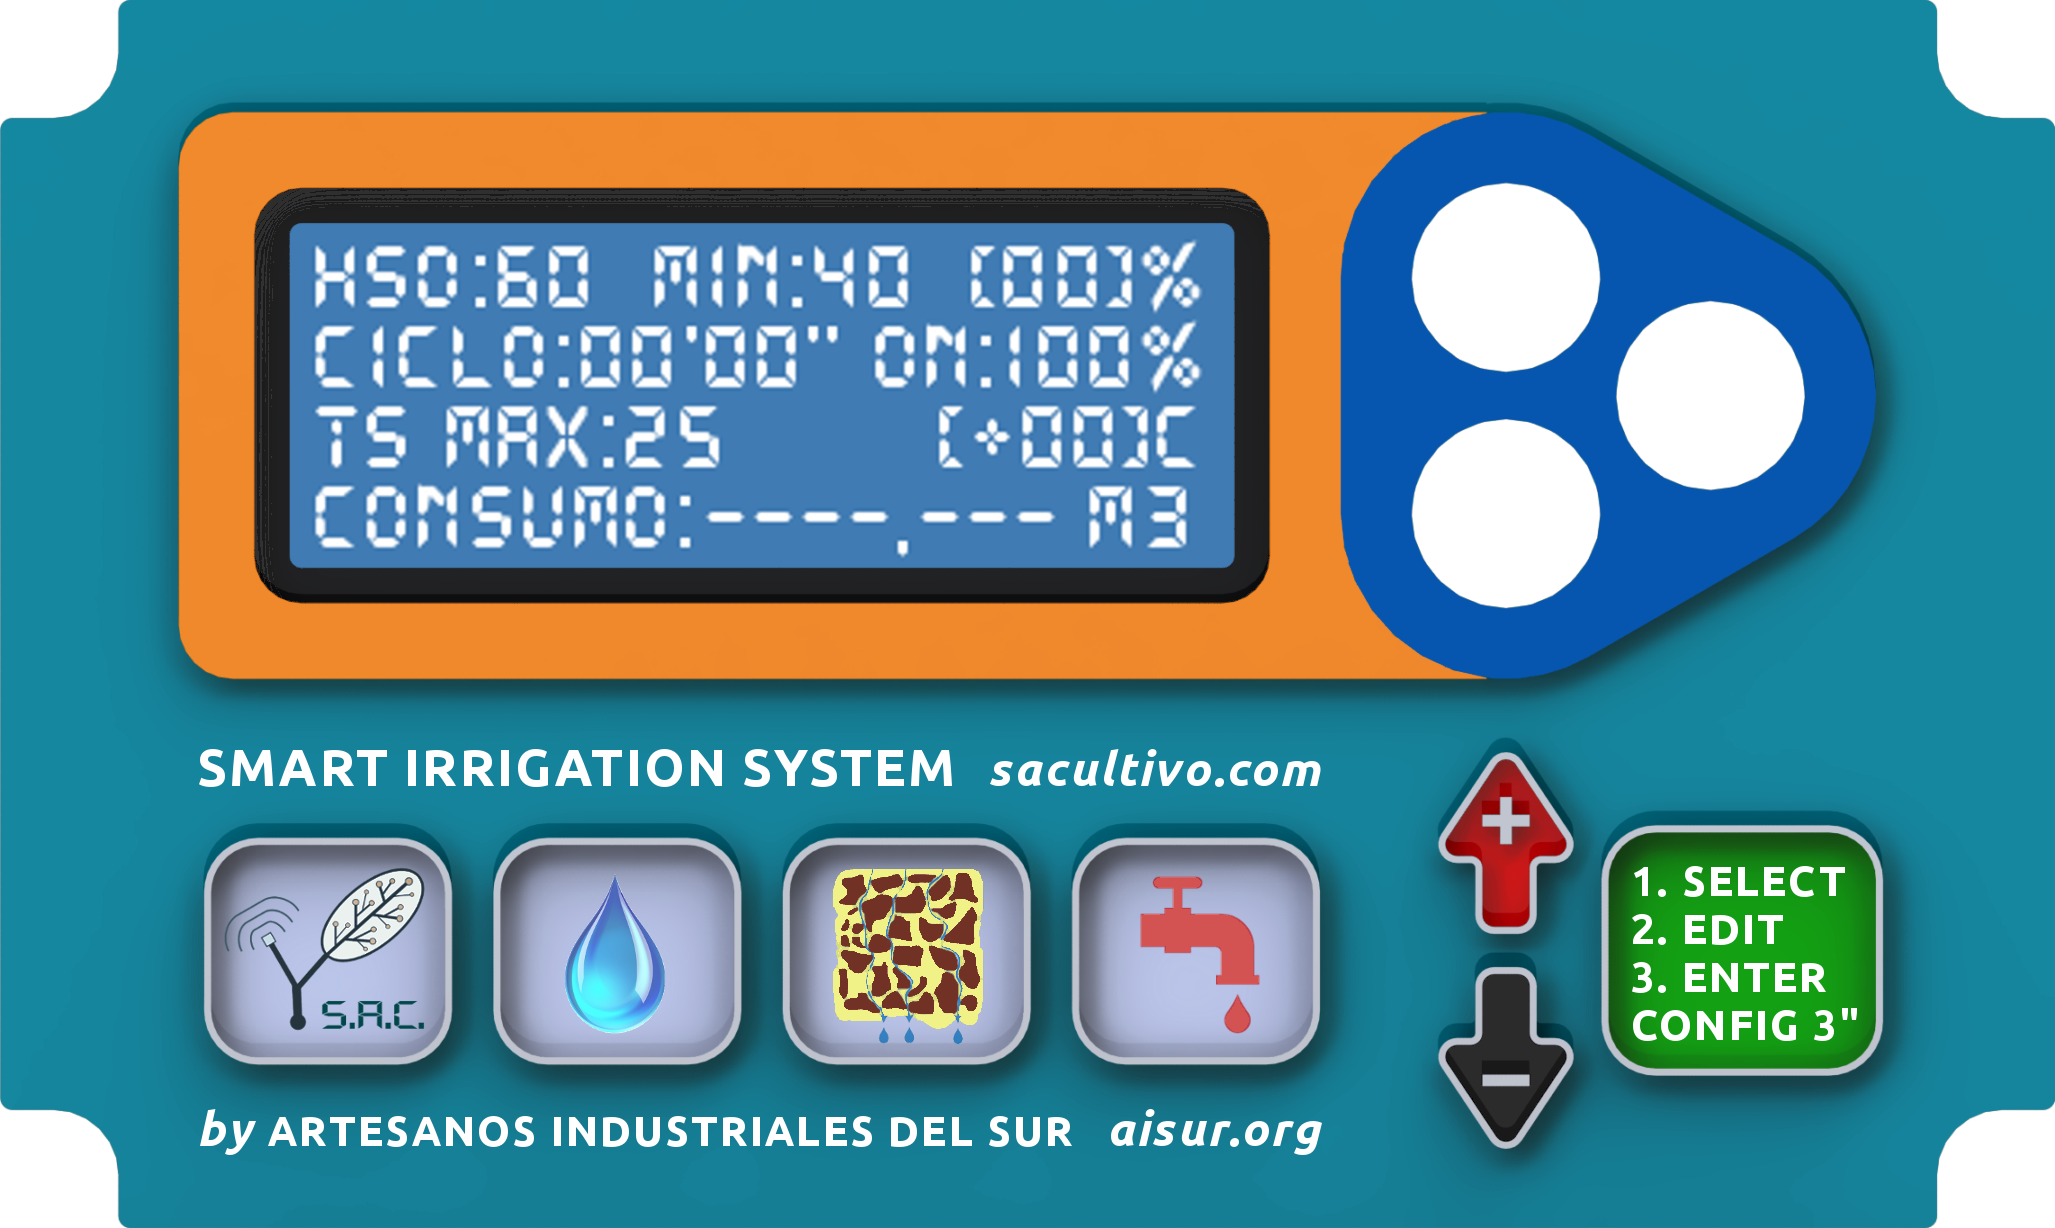 HSO:60 MIN:40 [00]%
CICLO:00'00" ON:100%
TS MAX:25 [+00]C
CONSUMO:----,--- M3
SMART IRRIGATION SYSTEM sacultivo.com
+
S.A.C.
1. SELECT
2. EDIT
3. ENTER
CONFIG 3"
-
by ARTESANOS INDUSTRIALES DEL SUR aisur.org